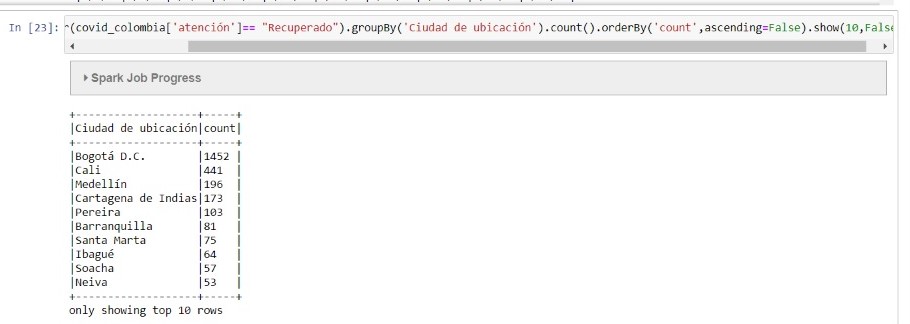 In [23]: r(covid_colombia['atención']== "Recuperado").groupBy('Ciudad de ubicación').count().orderBy('count',ascending=False).show(10,False
Spark Job Progress
+-------------------+-----+
|Ciudad de ubicación|count|
+-------------------+-----+
|Bogotá D.C.        |1452 |
|Cali               |441  |
|Medellín           |196  |
|Cartagena de Indias|173  |
|Pereira            |103  |
|Barranquilla       |81   |
|Santa Marta        |75   |
|Ibagué             |64   |
|Soacha             |57   |
|Neiva              |53   |
+-------------------+-----+
only showing top 10 rows